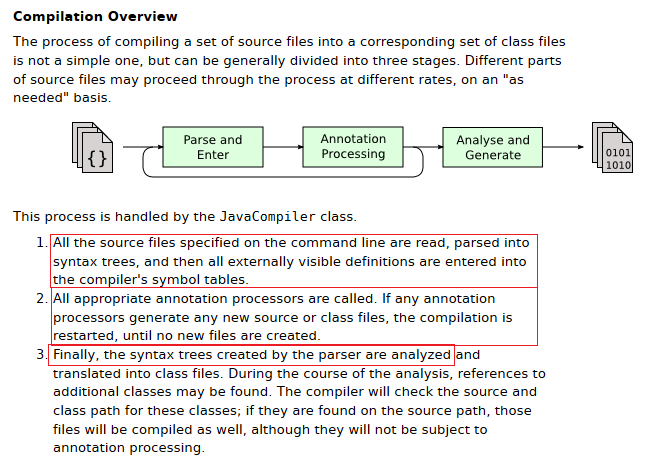 Compilation Overview
The process of compiling a set of source files into a corresponding set of class files
is not a simple one, but can be generally divided into three stages. Different parts
of source files may proceed through the process at different rates, on an "as
needed" basis.
{}
Parse and
Enter
Annotation
Processing
Analyse and
Generate
0101
1010
This process is handled by the JavaCompiler class.
1. All the source files specified on the command line are read, parsed into
syntax trees, and then all externally visible definitions are entered into
the compiler's symbol tables.
2. All appropriate annotation processors are called. If any annotation
processors generate any new source or class files, the compilation is
restarted, until no new files are created.
3. Finally, the syntax trees created by the parser are analyzed and
translated into class files. During the course of the analysis, references to
additional classes may be found. The compiler will check the source and
class path for these classes; if they are found on the source path, those
files will be compiled as well, although they will not be subject to
annotation processing.